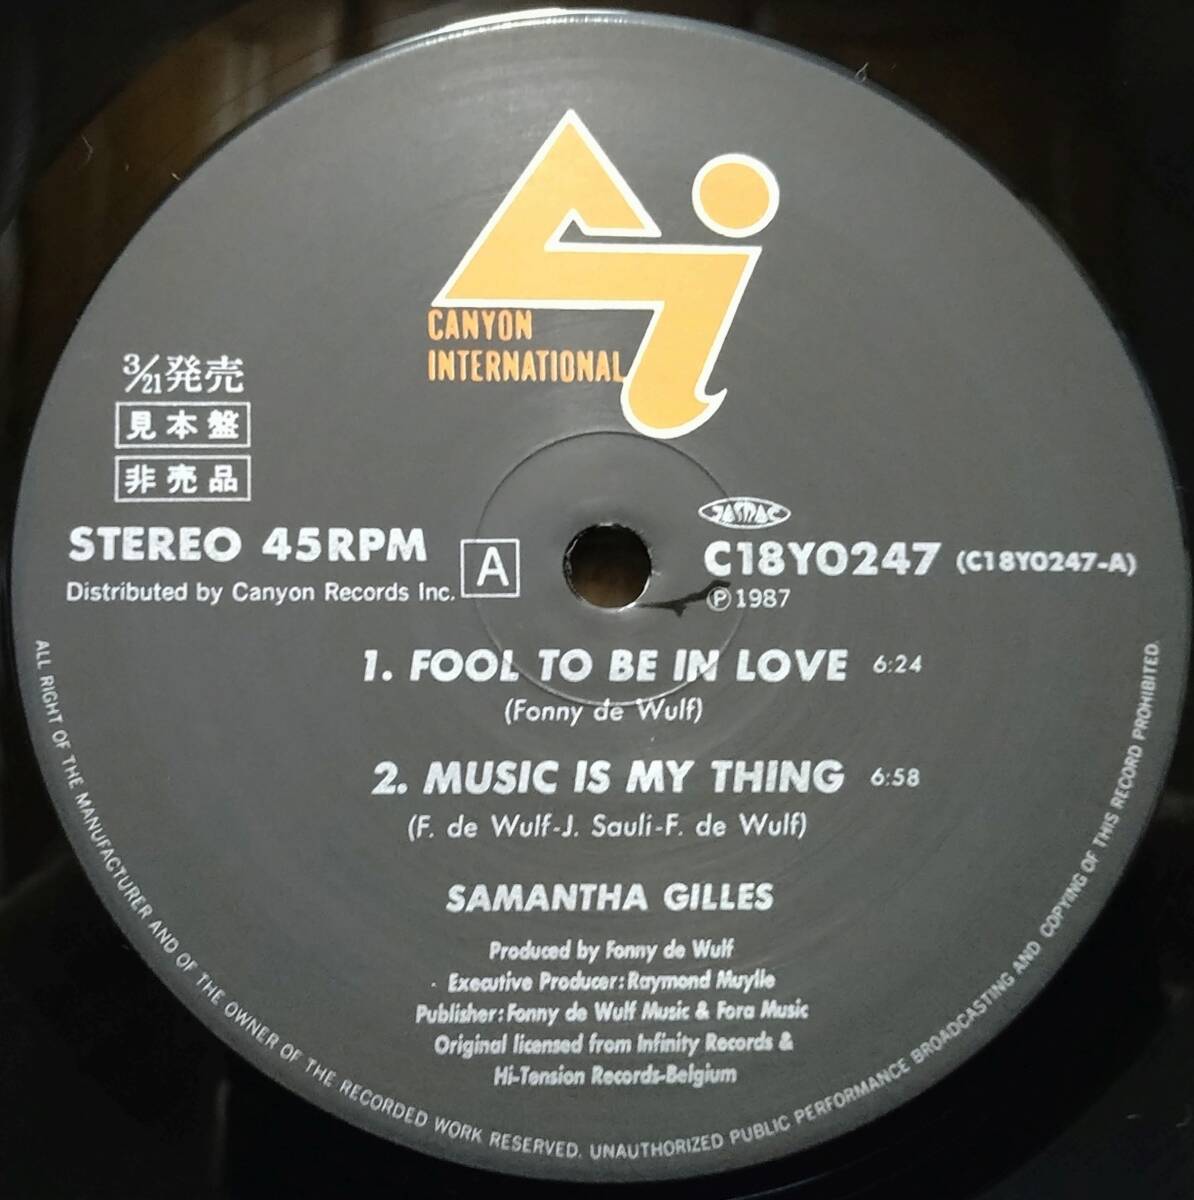 CANYON
INTERNATIONAL
3/21発売
見本盤
非売品
STEREO 45RPM
Distributed by Canyon Records Inc.
A
JASRAC
C18Y0247 (C18Y0247-A)
Ⓟ1987
1. FOOL TO BE IN LOVE 6:24
(Fonny de Wulf)
2. MUSIC IS MY THING 6:58
(F. de Wulf-J. Sauli-F. de Wulf)
SAMANTHA GILLES
Produced by Fonny de Wulf
Executive Producer:Raymond Muylle
Publisher:Fonny de Wulf Music & Fora Music
Original licensed from Infinity Records &
Hi-Tension Records-Belgium
ALL RIGHT OF THE MANUFACTURER AND OF THE OWNER OF THE RECORDED WORK RESERVED. UNAUTHORIZED PUBLIC PERFORMANCE BROADCASTING AND COPYING OF THIS RECORD PROHIBITED.